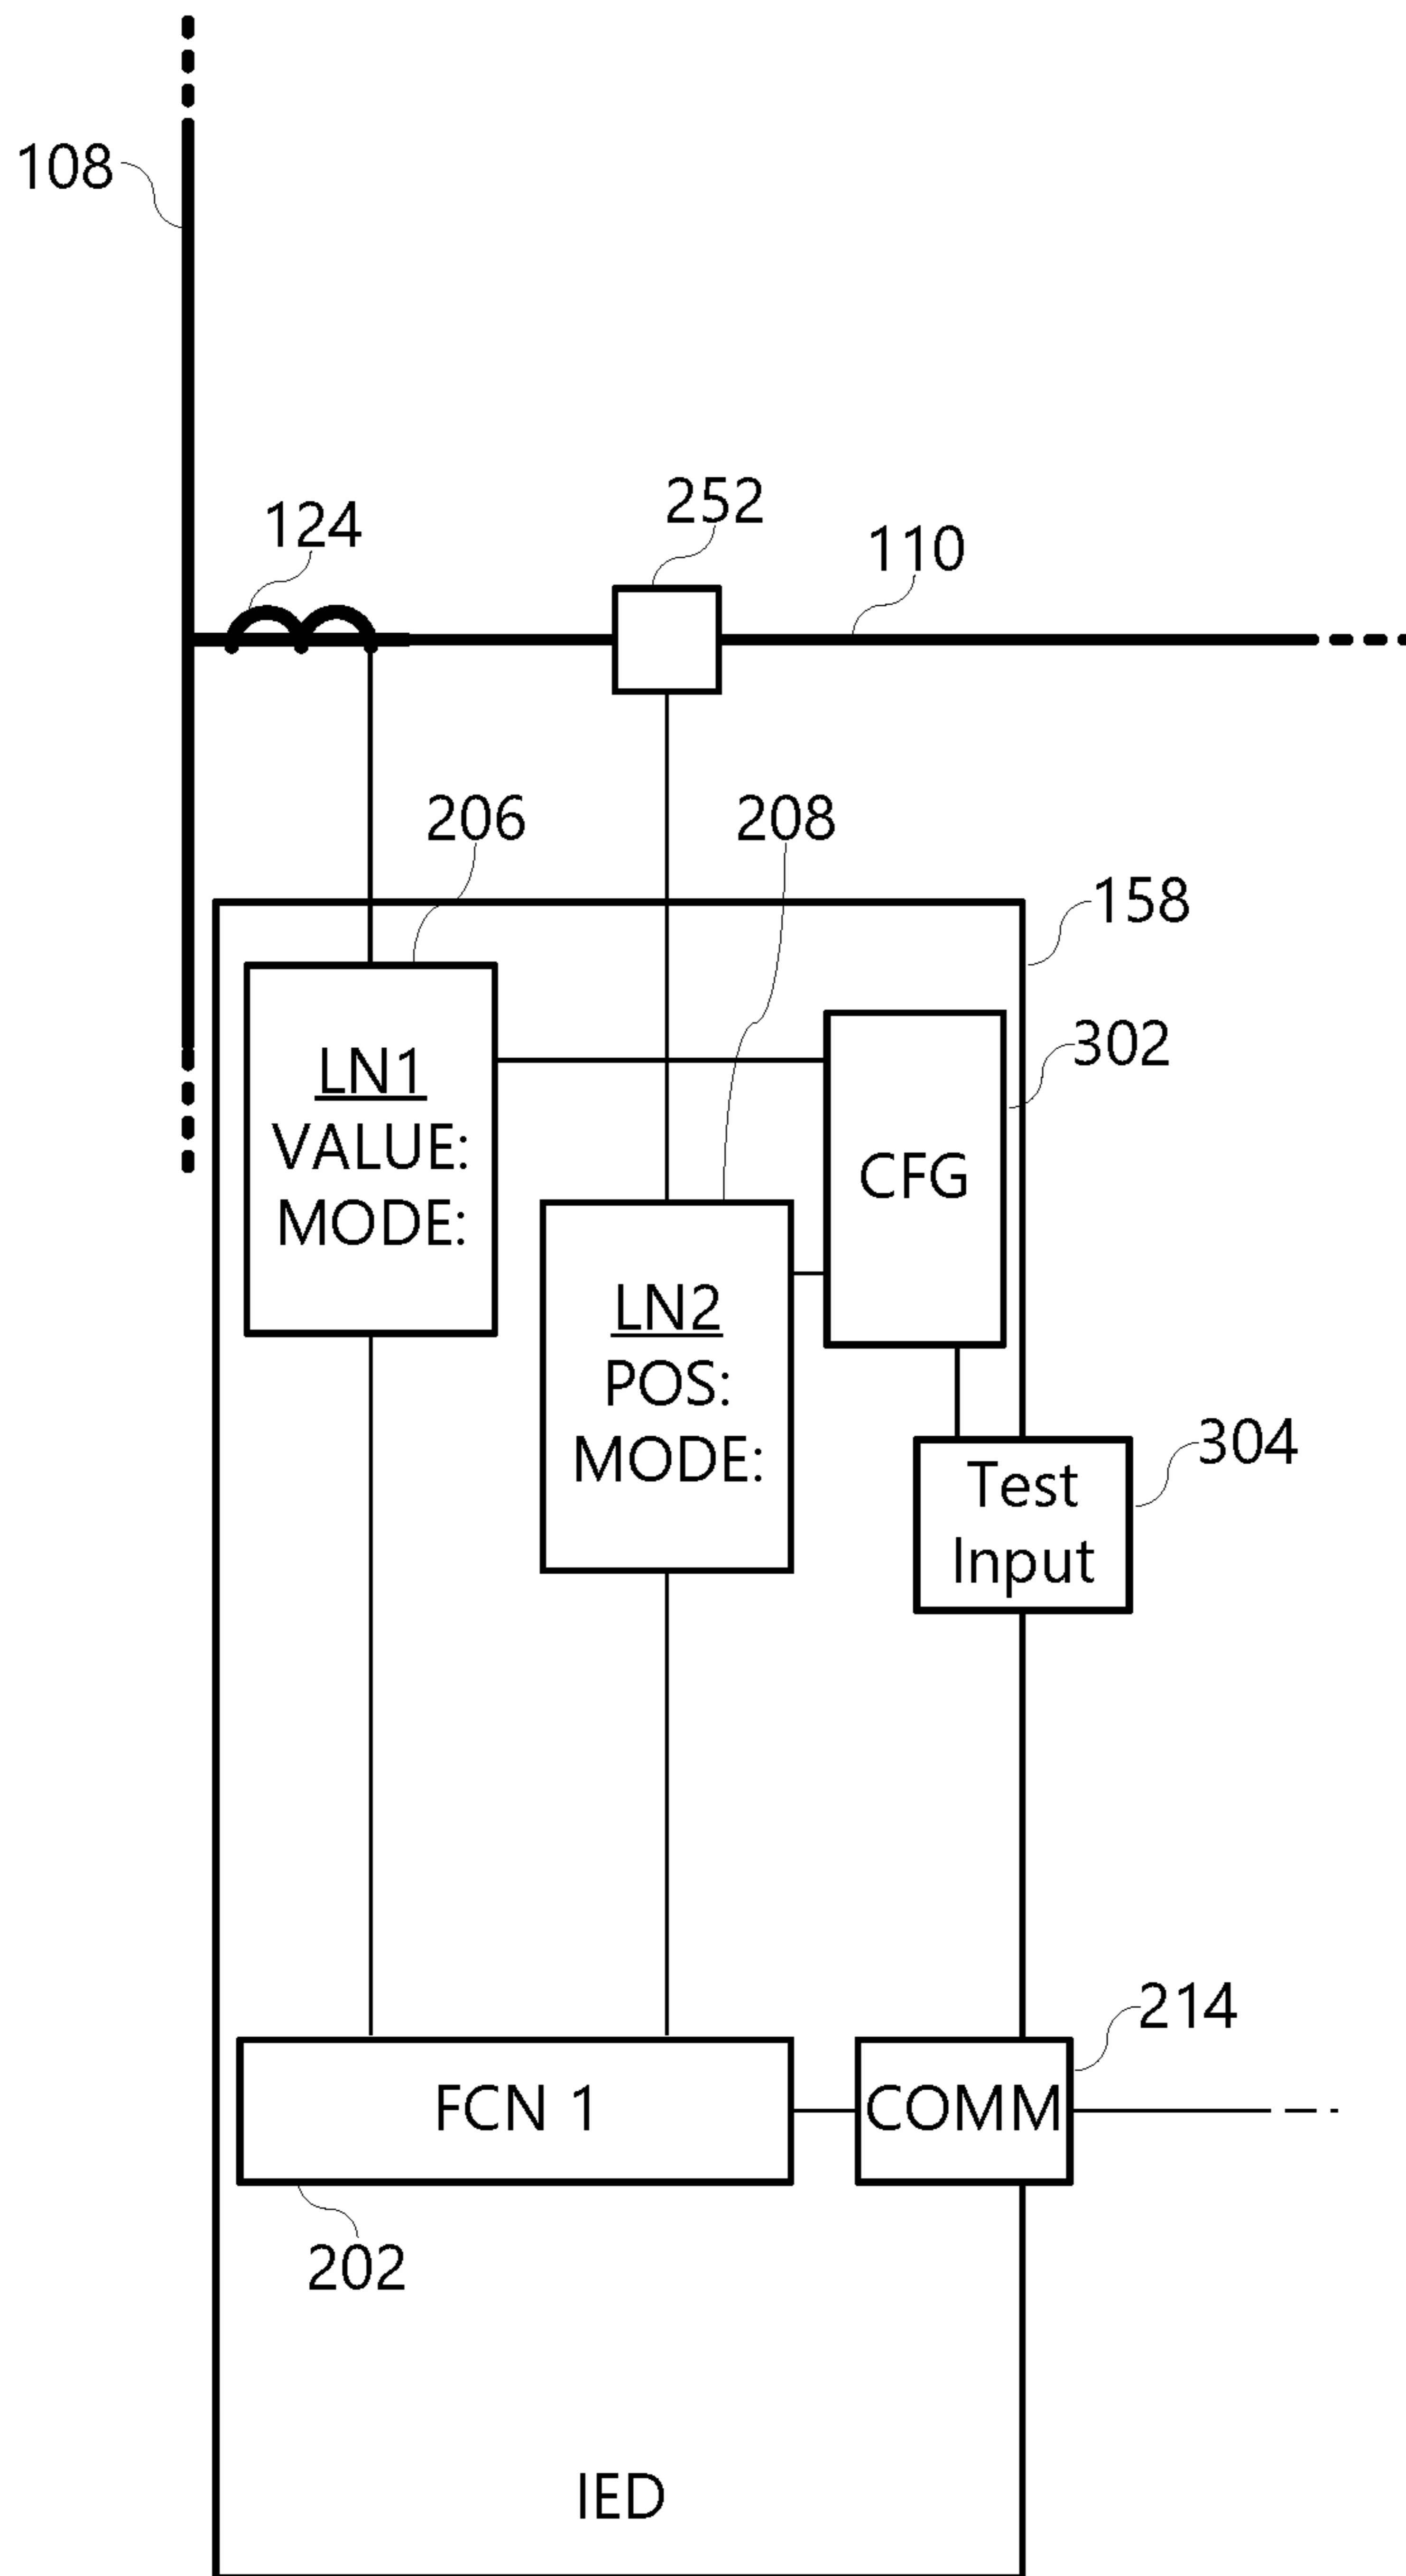 108
124
252
110
206
208
158
302
LN1
VALUE:
MODE:
CFG
LN2
POS:
MODE:
304
Test
Input
214
FCN 1
COMM
202
IED